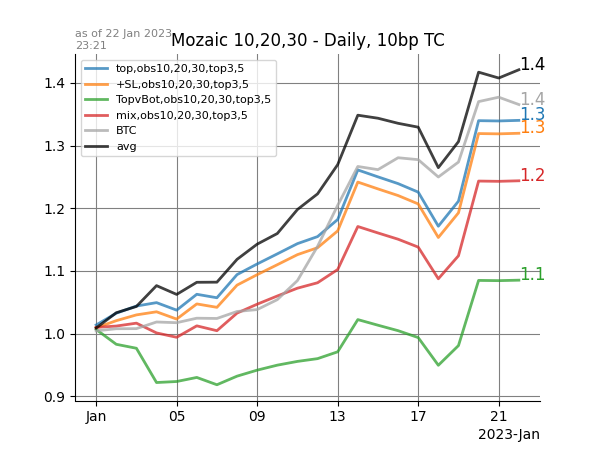 as of 22 Jan 2023
23:21
Mozaic 10,20,30 - Daily, 10bp TC
top,obs10,20,30,top3,5
+SL,obs10,20,30,top3,5
TopvBot,obs10,20,30,top3,5
mix,obs10,20,30,top3,5
BTC
avg
1.4
1.4
1.3
1.3
1.2
1.1
1.4
1.3
1.2
1.1
1.0
0.9
Jan 05 09 13 17 21
2023-Jan